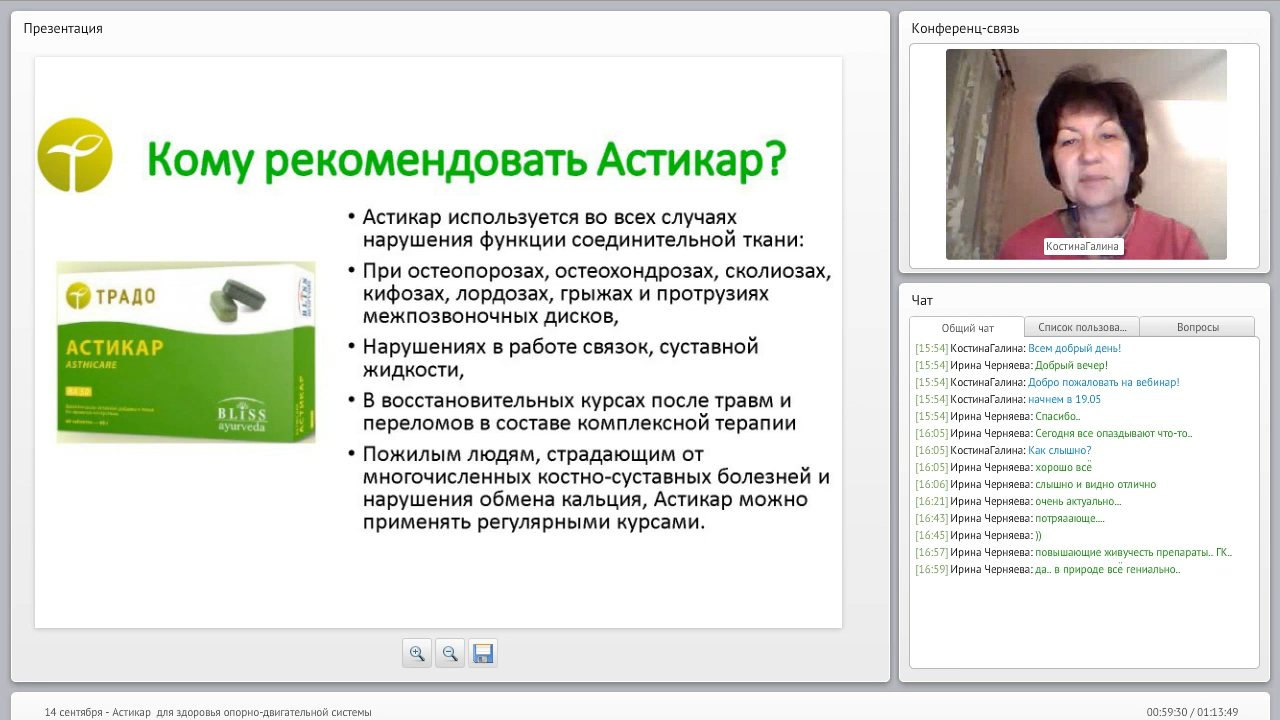 Презентация
Кому рекомендовать Астикар?
• Астикар используется во всех случаях
нарушения функции соединительной ткани:
• При остеопорозах, остеохондрозах, сколиозах,
кифозах, лордозах, грыжах и протрузиях
межпозвоночных дисков,
• Нарушениях в работе связок, суставной
жидкости,
• В восстановительных курсах после травм и
переломов в составе комплексной терапии
• Пожилым людям, страдающим от
многочисленных костно-суставных болезней и
нарушения обмена кальция, Астикар можно
применять регулярными курсами.
ТРАДО
АСТИКАР
ASTHICARE
BLISS
ayurveda
АСТИКАР
Конференц-связь
КостинаГалина
Чат
Общий чат
Список пользова...
Вопросы
[15:54] КостинаГалина: Всем добрый день!
[15:54] Ирина Черняева: Добрый вечер!
[15:54] КостинаГалина: Добро пожаловать на вебинар!
[15:54] КостинаГалина: начнем в 19.05
[15:54] Ирина Черняева: Спасибо..
[16:05] Ирина Черняева: Сегодня все опаздывают что-то..
[16:05] КостинаГалина: Как слышно?
[16:05] Ирина Черняева: хорошо всё
[16:06] Ирина Черняева: слышно и видно отлично
[16:21] Ирина Черняева: очень актуально...
[16:43] Ирина Черняева: потряаающе....
[16:45] Ирина Черняева: ))
[16:57] Ирина Черняева: повышающие живучесть препараты.. ГК..
[16:59] Ирина Черняева: да.. в природе всё гениально..
14 сентября - Астикар для здоровья опорно-двигательной системы
00:59:30 / 01:13:49